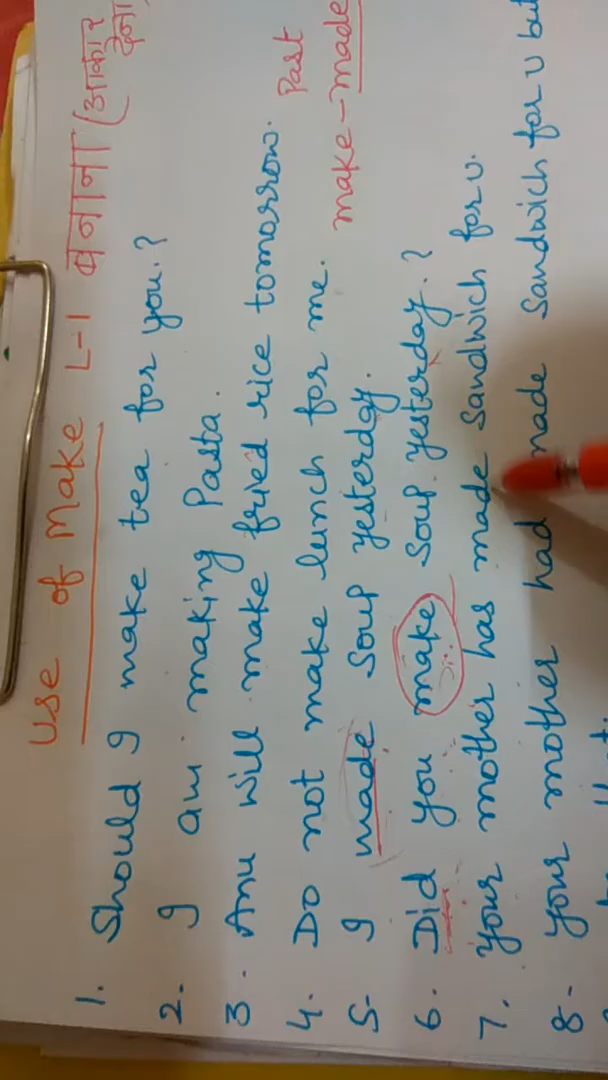 Use of Make L-1 बनाना (आकार देना
1. Should I make tea for you.?
2. I am making Pasta.
3. Anu will make fried rice tomorrow.
Past
4. Do not make lunch for me. make-made
5- I made Soup yesterday.
6. Did you make Soup yesterday.?
7. your mother has made Sandwich for u.
8- your mother had made Sandwich for u but